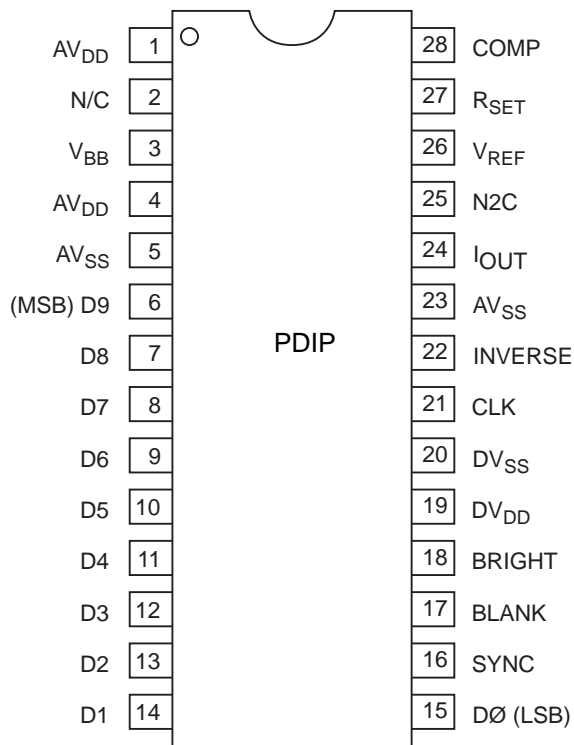 AVDD 1
N/C 2
VBB 3
AVDD 4
AVSS 5
(MSB) D9 6
D8 7
D7 8
D6 9
D5 10
D4 11
D3 12
D2 13
D1 14
PDIP
28 COMP
27 RSET
26 VREF
25 N2C
24 IOUT
23 AVSS
22 INVERSE
21 CLK
20 DVSS
19 DVDD
18 BRIGHT
17 BLANK
16 SYNC
15 DØ (LSB)